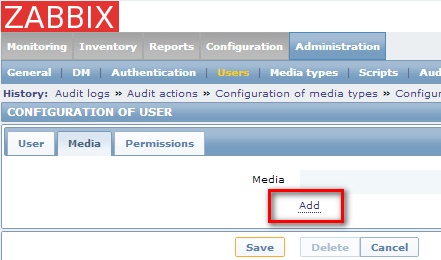 ZABBIX
Monitoring Inventory Reports Configuration Administration
General | DM | Authentication | Users | Media types | Scripts | Aud
History: Audit logs » Audit actions » Configuration of media types » Configur
CONFIGURATION OF USER
User Media Permissions
Media
Add
Save Delete Cancel